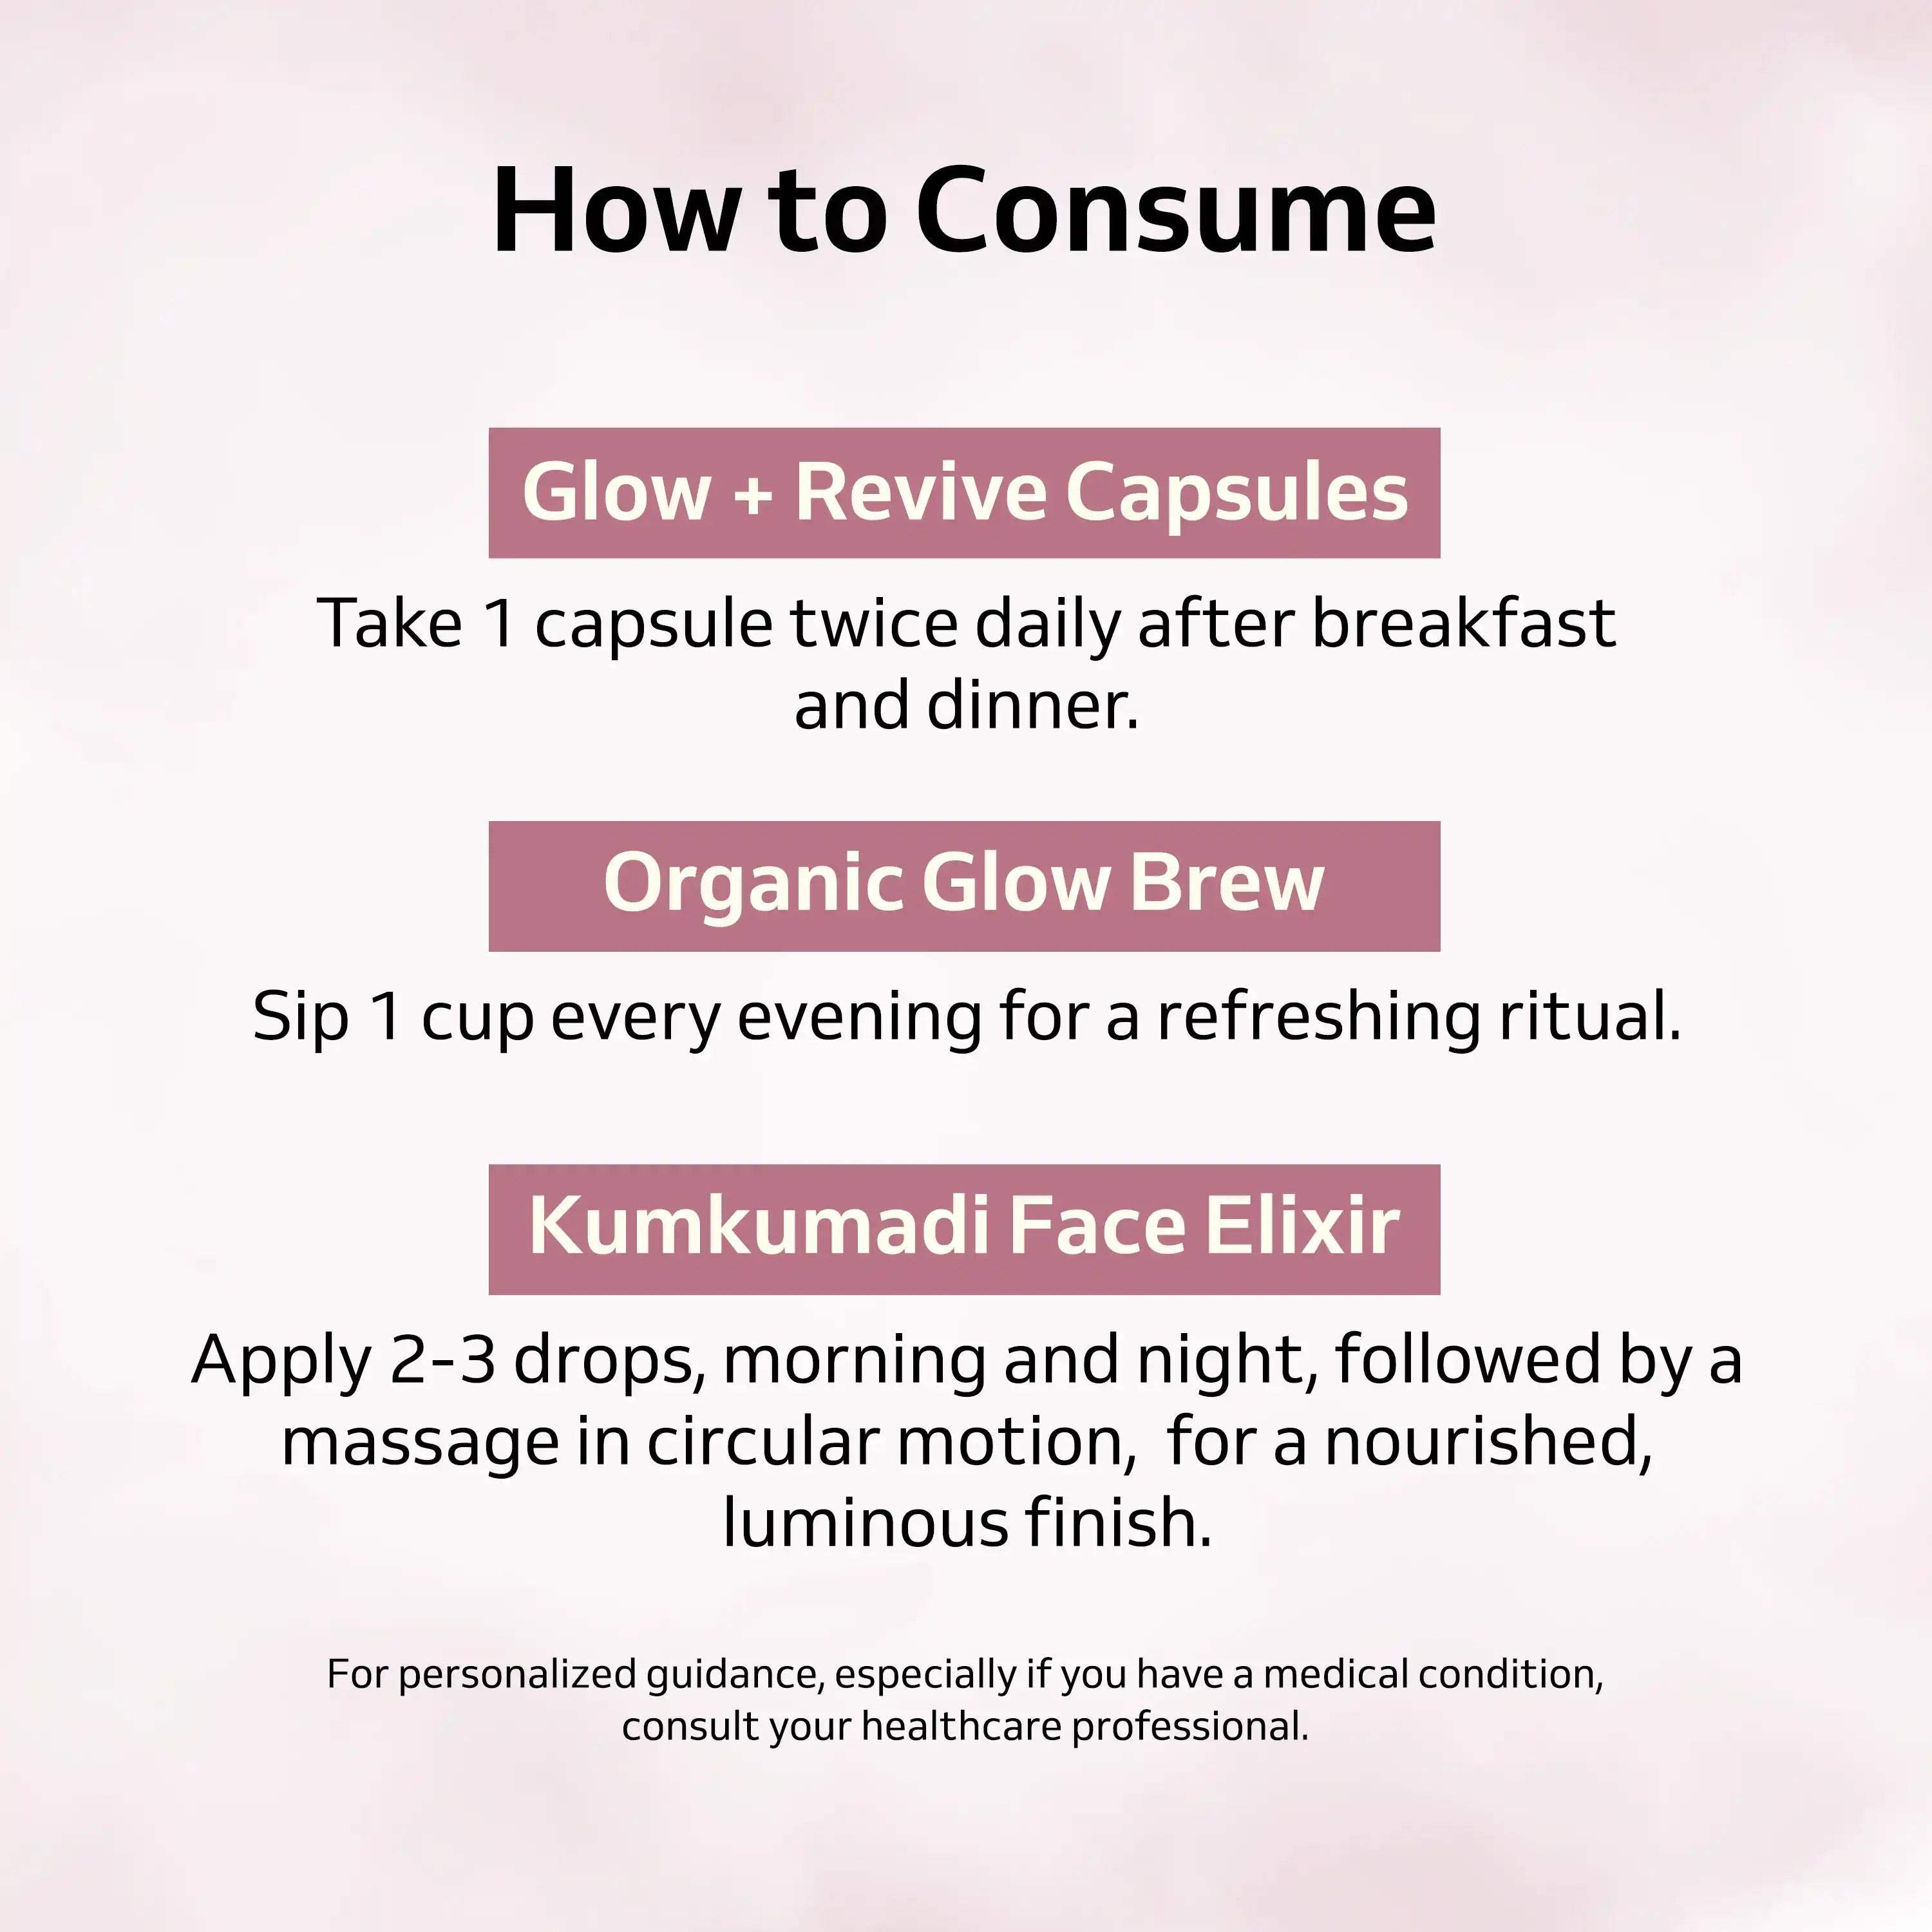 How to Consume
Glow + Revive Capsules
Take 1 capsule twice daily after breakfast
and dinner.
Organic Glow Brew
Sip 1 cup every evening for a refreshing ritual.
Kumkumadi Face Elixir
Apply 2-3 drops, morning and night, followed by a
massage in circular motion,  for a nourished,
luminous finish.
For personalized guidance, especially if you have a medical condition,
consult your healthcare professional.